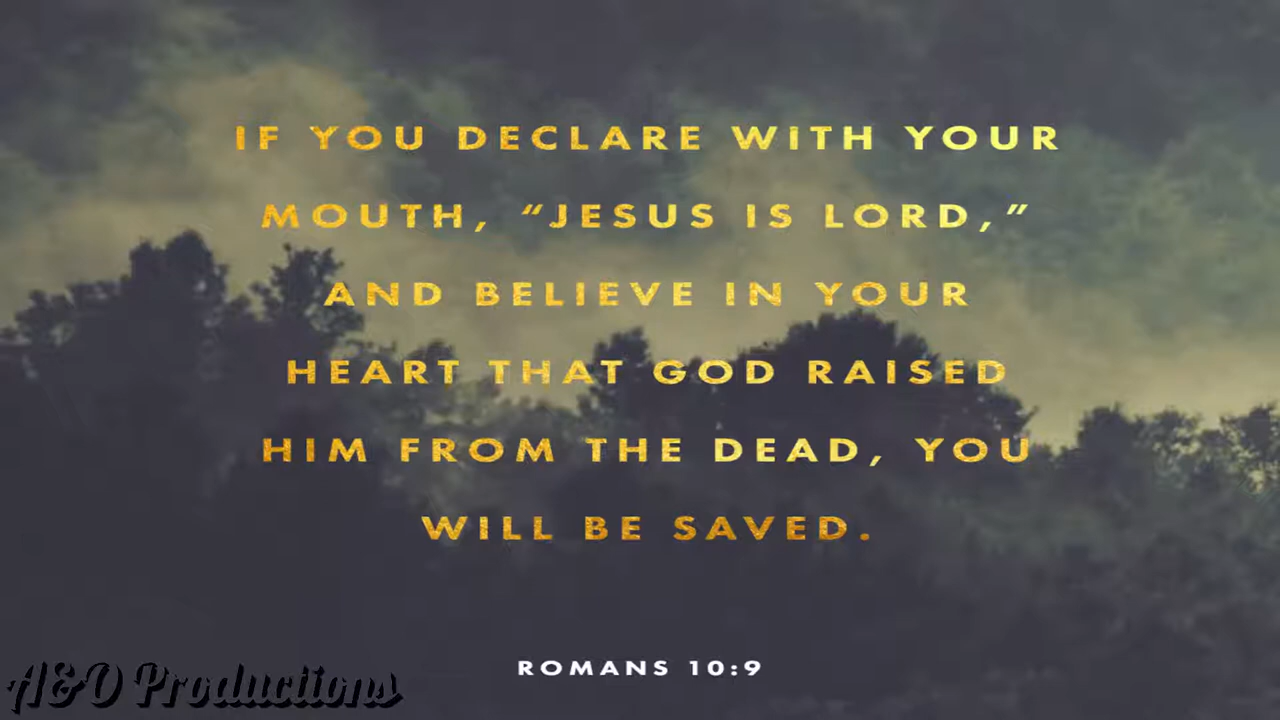 IF YOU DECLARE WITH YOUR
MOUTH, “JESUS IS LORD,”
AND BELIEVE IN YOUR
HEART THAT GOD RAISED
HIM FROM THE DEAD, YOU
WILL BE SAVED.
ROMANS 10:9
A&O Productions